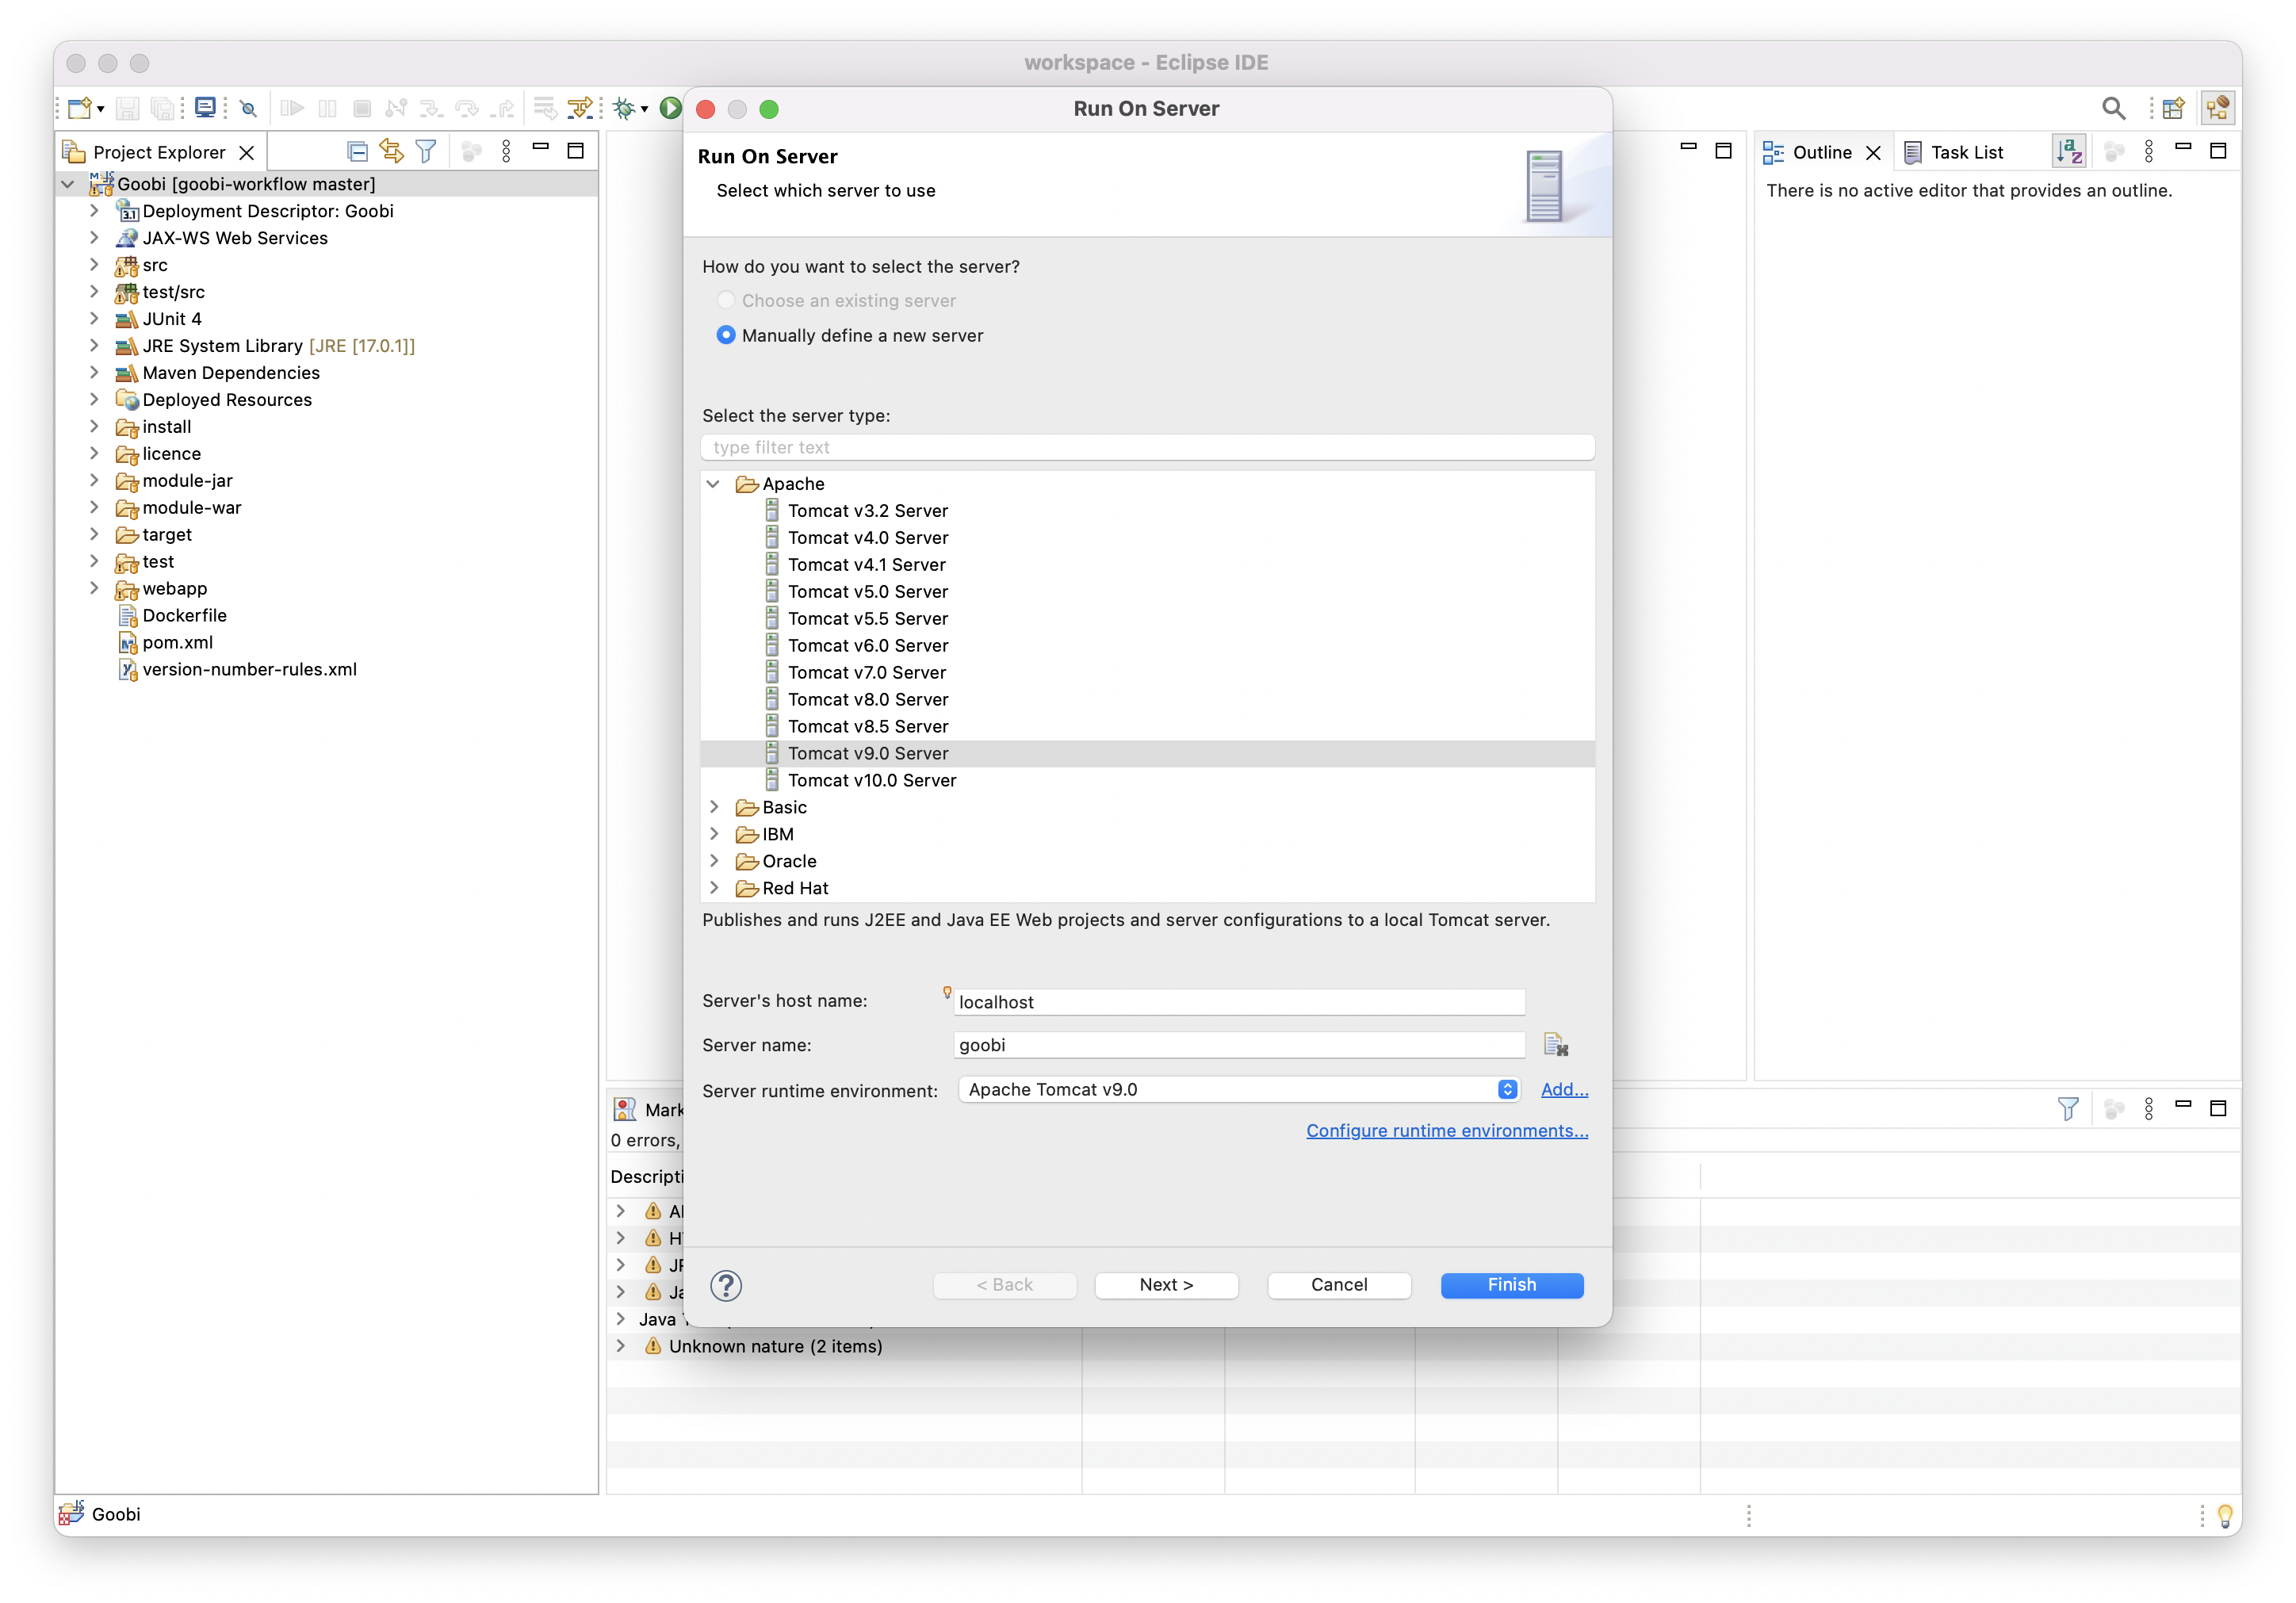 workspace - Eclipse IDE
Project Explorer
Goobi [goobi-workflow master]
Deployment Descriptor: Goobi
JAX-WS Web Services
src
test/src
JUnit 4
JRE System Library [JRE [17.0.1]]
Maven Dependencies
Deployed Resources
install
licence
module-jar
module-war
target
test
webapp
Dockerfile
pom.xml
version-number-rules.xml
Run On Server
Run On Server
Select which server to use
How do you want to select the server?
Choose an existing server
Manually define a new server
Select the server type:
type filter text
Apache
Tomcat v3.2 Server
Tomcat v4.0 Server
Tomcat v4.1 Server
Tomcat v5.0 Server
Tomcat v5.5 Server
Tomcat v6.0 Server
Tomcat v7.0 Server
Tomcat v8.0 Server
Tomcat v8.5 Server
Tomcat v9.0 Server
Tomcat v10.0 Server
Basic
IBM
Oracle
Red Hat
Publishes and runs J2EE and Java EE Web projects and server configurations to a local Tomcat server.
Server's host name: localhost
Server name: goobi
Server runtime environment: Apache Tomcat v9.0 Add...
Configure runtime environments...
< Back Next > Cancel Finish
Outline Task List
There is no active editor that provides an outline.
Mark
0 errors,
Descripti
Java
Unknown nature (2 items)
Goobi